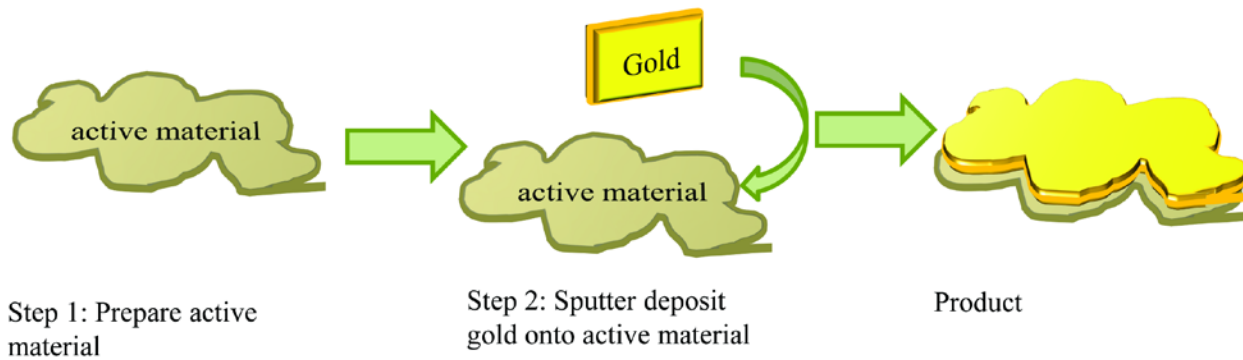 Gold
active material
active material
Step 1: Prepare active
material
Step 2: Sputter deposit
gold onto active material
Product